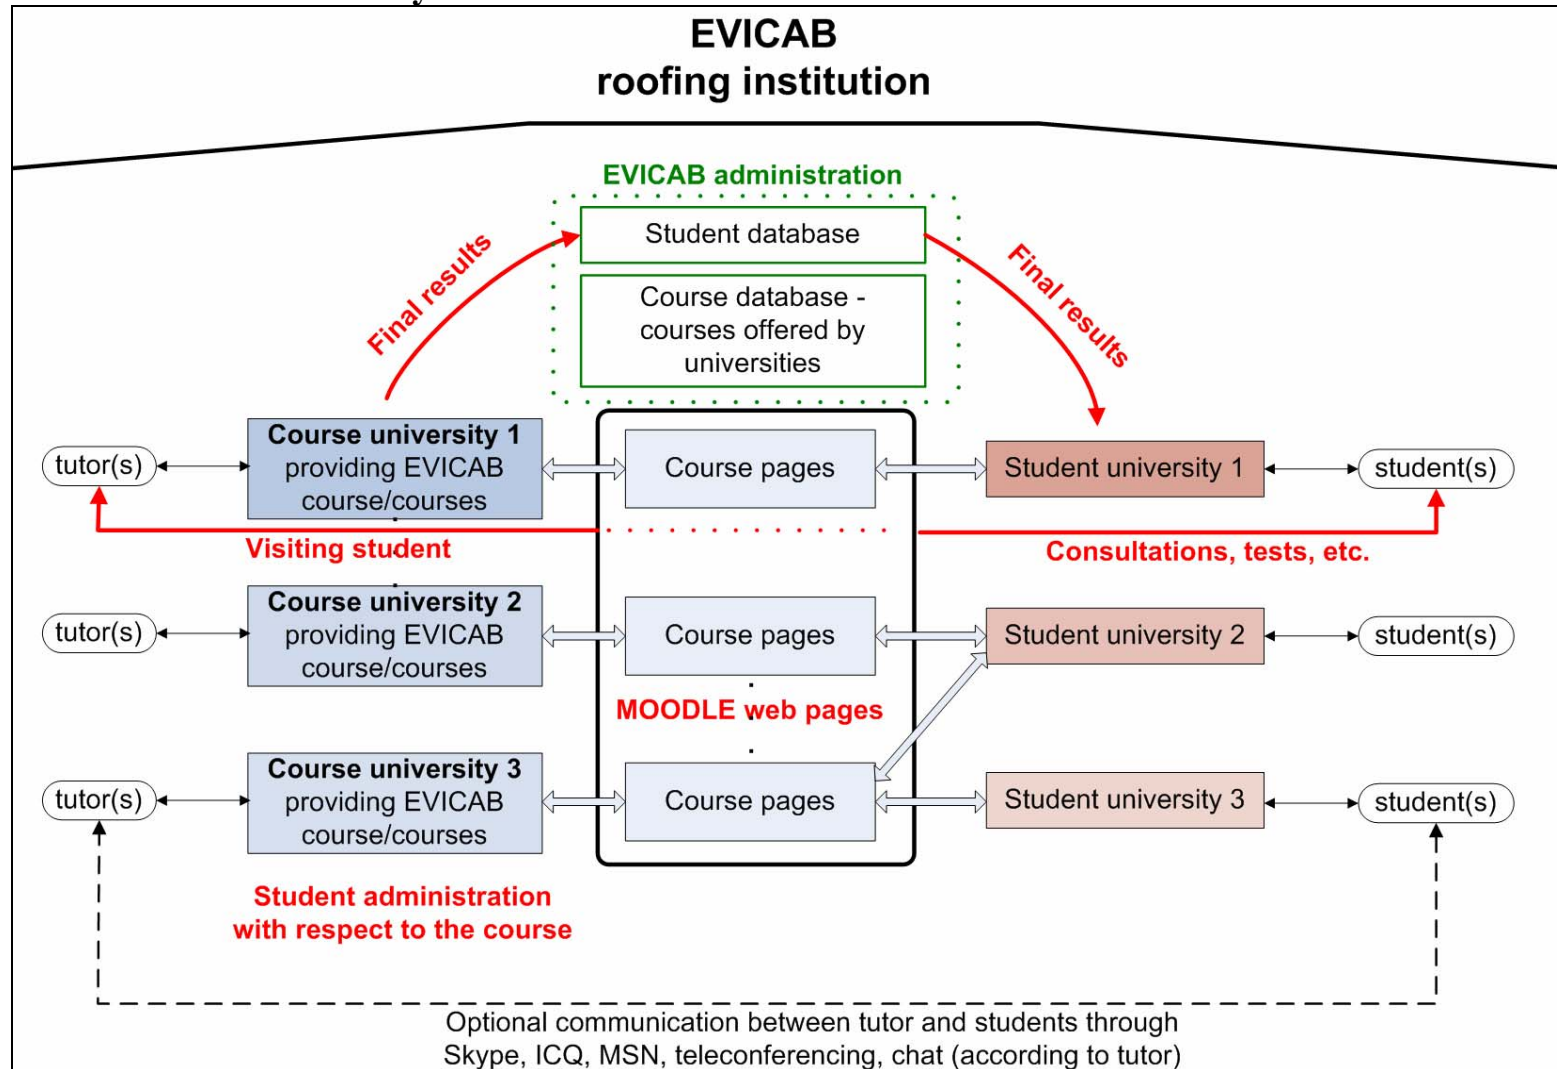 EVICAB
roofing institution
EVICAB administration
Student database
Final results
Final results
Course database -
courses offered by
universities
tutor(s)
Course university 1
providing EVICAB
course/courses
Course pages
Student university 1
student(s)
Visiting student
Consultations, tests, etc.
tutor(s)
Course university 2
providing EVICAB
course/courses
Course pages
Student university 2
student(s)
MOODLE web pages
tutor(s)
Course university 3
providing EVICAB
course/courses
Course pages
Student university 3
student(s)
Student administration
with respect to the course
Optional communication between tutor and students through
Skype, ICQ, MSN, teleconferencing, chat (according to tutor)